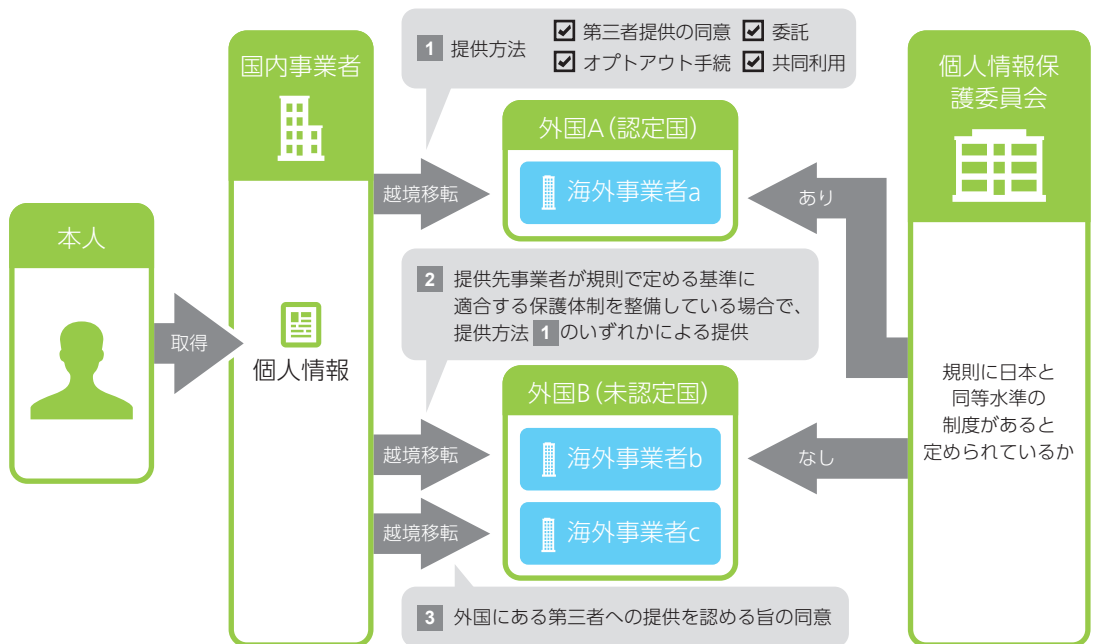 本人
取得
国内事業者
個人情報
1 提供方法
☑ 第三者提供の同意 ☑ 委託
☑ オプトアウト手続 ☑ 共同利用
越境移転
外国A(認定国)
海外事業者a
あり
2 提供先事業者が規則で定める基準に
適合する保護体制を整備している場合で、
提供方法 1 のいずれかによる提供
越境移転
外国B(未認定国)
海外事業者b
なし
越境移転
海外事業者c
3 外国にある第三者への提供を認める旨の同意
個人情報保
護委員会
規則に日本と
同等水準の
制度があると
定められているか